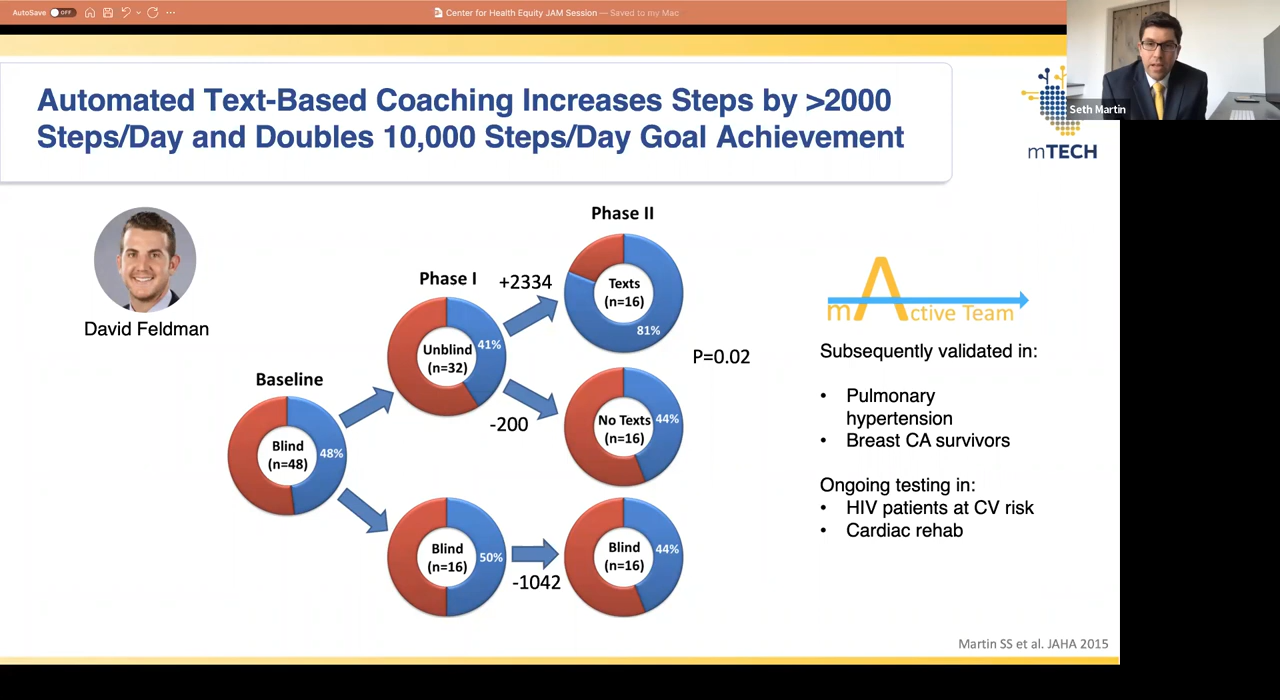 AutoSave OFF
Center for Health Equity JAM Session — Saved to my Mac
Seth Martin
Automated Text-Based Coaching Increases Steps by >2000
Steps/Day and Doubles 10,000 Steps/Day Goal Achievement
mTECH
David Feldman
Baseline
Blind
(n=48)
48%
Phase I
Unblind
(n=32)
41%
Blind
(n=16)
50%
+2334
-200
-1042
Phase II
Texts
(n=16)
81%
No Texts
(n=16)
44%
Blind
(n=16)
44%
P=0.02
mActive Team
Subsequently validated in:
• Pulmonary
hypertension
• Breast CA survivors
Ongoing testing in:
• HIV patients at CV risk
• Cardiac rehab
Martin SS et al. JAHA 2015